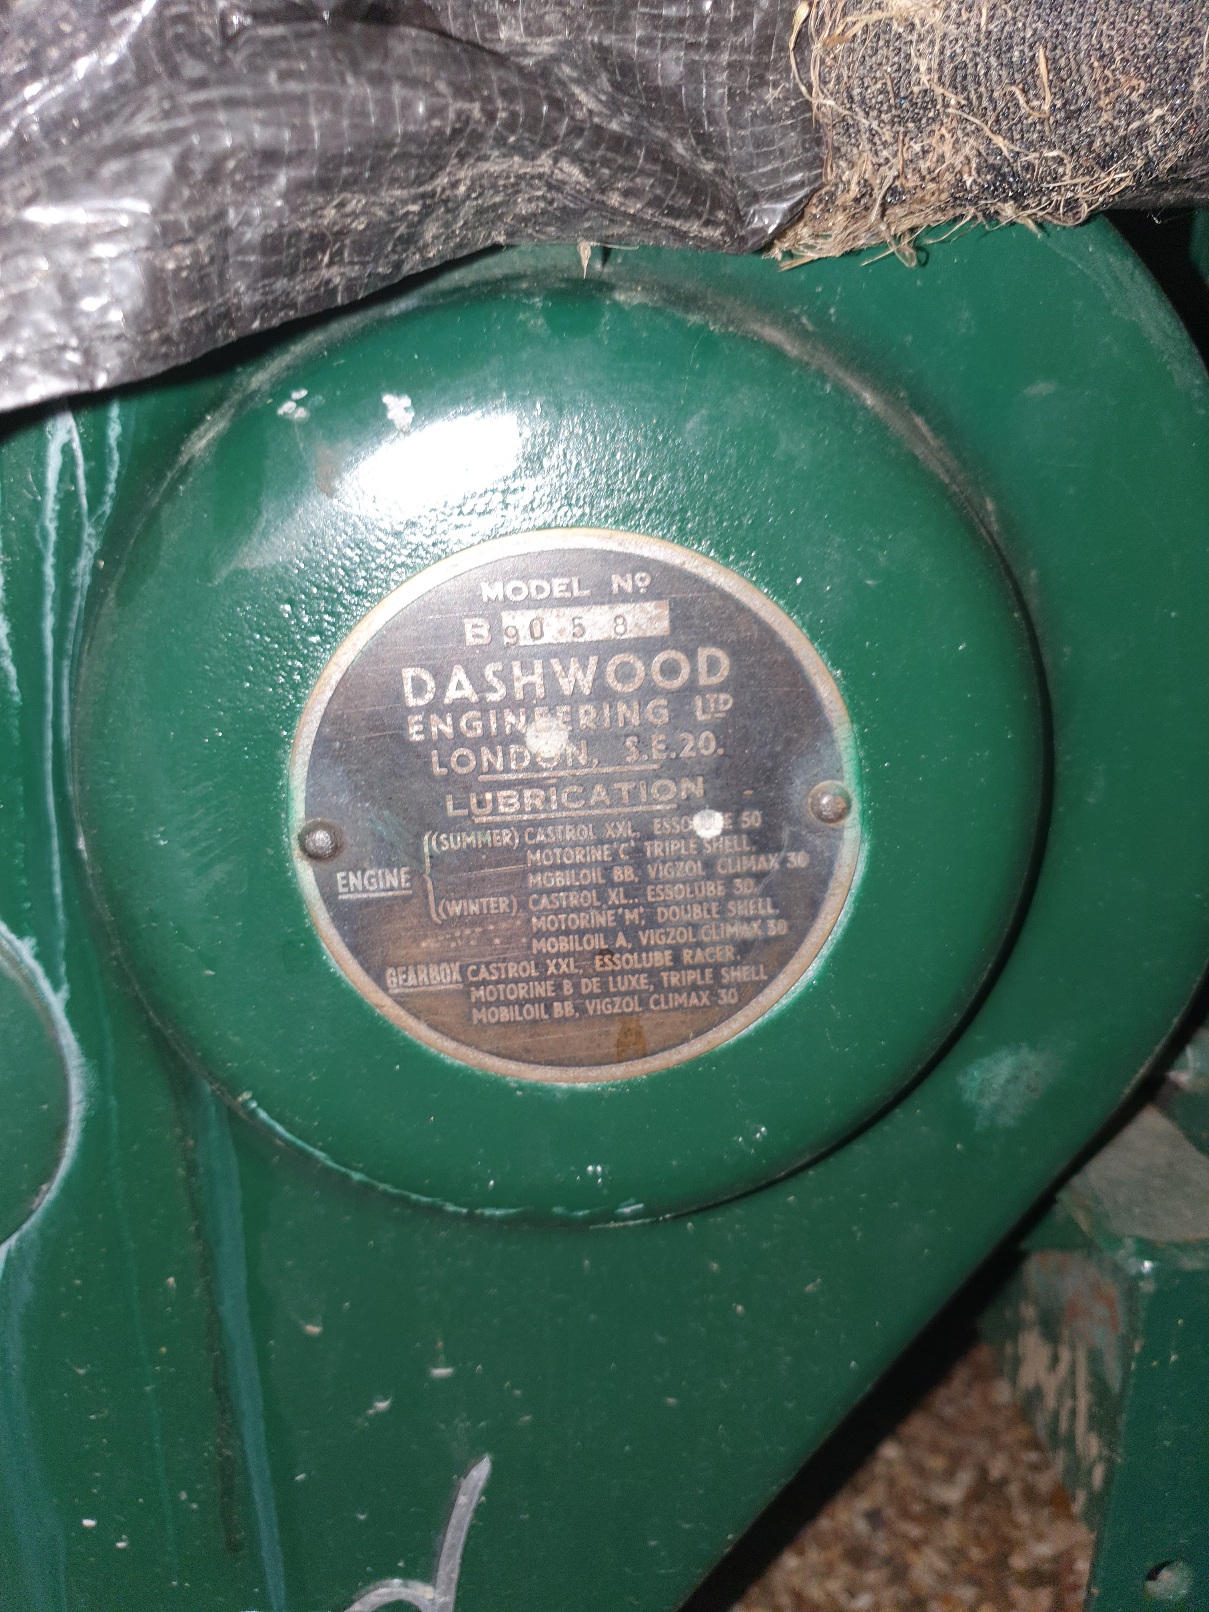 MODEL Nº
B 9058
DASHWOOD
ENGINEERING LTD
LONDON, S.E.20.
LUBRICATION
ENGINE
(SUMMER) CASTROL XXL, ESSOLUBE 50
MOTORINE 'C' TRIPLE SHELL.
MOBILOIL BB, VIGZOL CLIMAX 30
(WINTER) CASTROL XL.. ESSOLUBE 30.
MOTORINE 'M', DOUBLE SHELL.
MOBILOIL A, VIGZOL CLIMAX 30
GEARBOX CASTROL XXL, ESSOLUBE RACER.
MOTORINE B DE LUXE, TRIPLE SHELL
MOBILOIL BB, VIGZOL CLIMAX 30